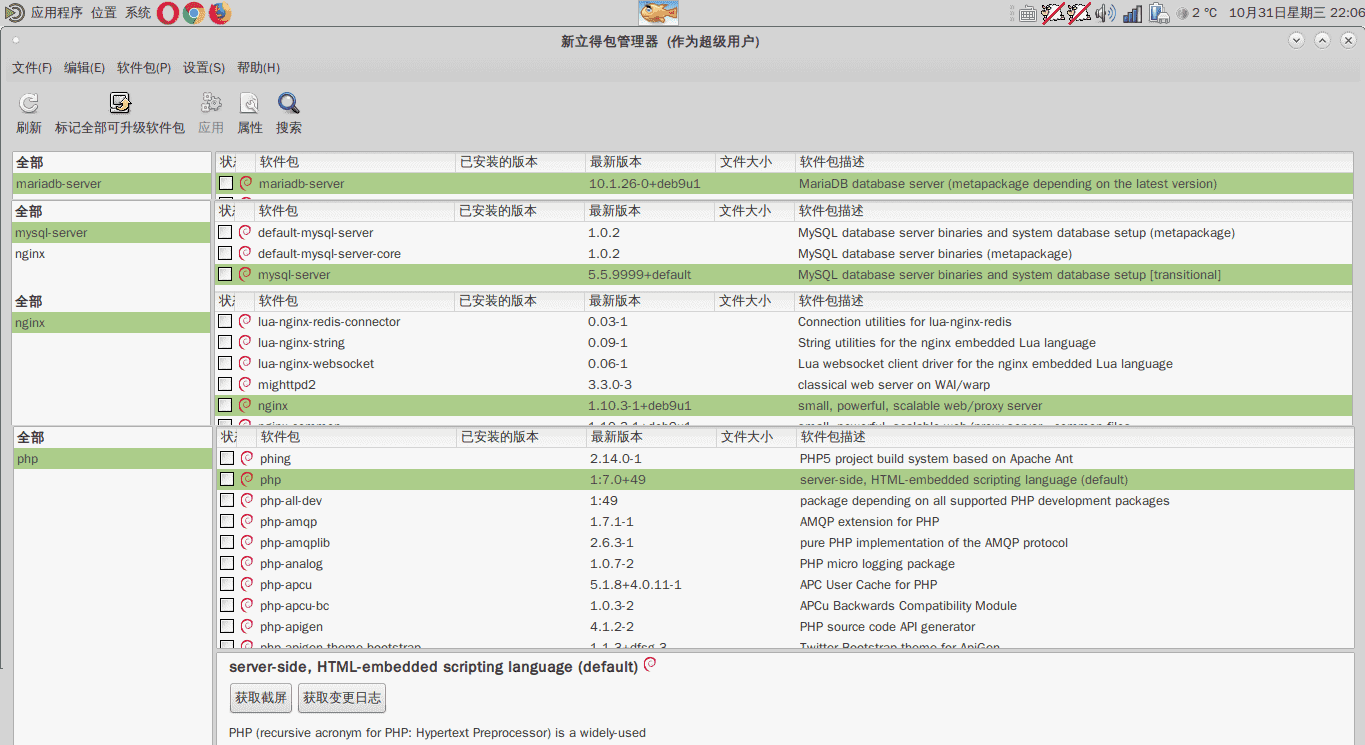 应用程序 位置 系统 2 °C 10月31日星期三 22:06
新立得包管理器 (作为超级用户)
文件(F) 编辑(E) 软件包(P) 设置(S) 帮助(H)
刷新 标记全部可升级软件包 应用 属性 搜索
全部 软件包 已安装的版本 最新版本 文件大小 软件包描述
mariadb-server mariadb-server 10.1.26-0+deb9u1 MariaDB database server (metapackage depending on the latest version)
全部 软件包 已安装的版本 最新版本 文件大小 软件包描述
mysql-server default-mysql-server 1.0.2 MySQL database server binaries and system database setup (metapackage)
nginx default-mysql-server-core 1.0.2 MySQL database server binaries (metapackage)
mysql-server 5.5.9999+default MySQL database server binaries and system database setup [transitional]
全部 软件包 已安装的版本 最新版本 文件大小 软件包描述
nginx lua-nginx-redis-connector 0.03-1 Connection utilities for lua-nginx-redis
lua-nginx-string 0.09-1 String utilities for the nginx embedded Lua language
lua-nginx-websocket 0.06-1 Lua websocket client driver for the nginx embedded Lua language
mighttpd2 3.3.0-3 classical web server on WAI/warp
nginx 1.10.3-1+deb9u1 small, powerful, scalable web/proxy server
全部 软件包 已安装的版本 最新版本 文件大小 软件包描述
php phing 2.14.0-1 PHP5 project build system based on Apache Ant
php 1:7.0+49 server-side, HTML-embedded scripting language (default)
php-all-dev 1:49 package depending on all supported PHP development packages
php-amqp 1.7.1-1 AMQP extension for PHP
php-amqplib 2.6.3-1 pure PHP implementation of the AMQP protocol
php-analog 1.0.7-2 PHP micro logging package
php-apcu 5.1.8+4.0.11-1 APC User Cache for PHP
php-apcu-bc 1.0.3-2 APCu Backwards Compatibility Module
php-apigen 4.1.2-2 PHP source code API generator
php-apigen-theme-bootstrap 1.1.3+dfsg-3 Twitter Bootstrap theme for ApiGen
server-side, HTML-embedded scripting language (default)
获取截屏 获取变更日志
PHP (recursive acronym for PHP: Hypertext Preprocessor) is a widely-used